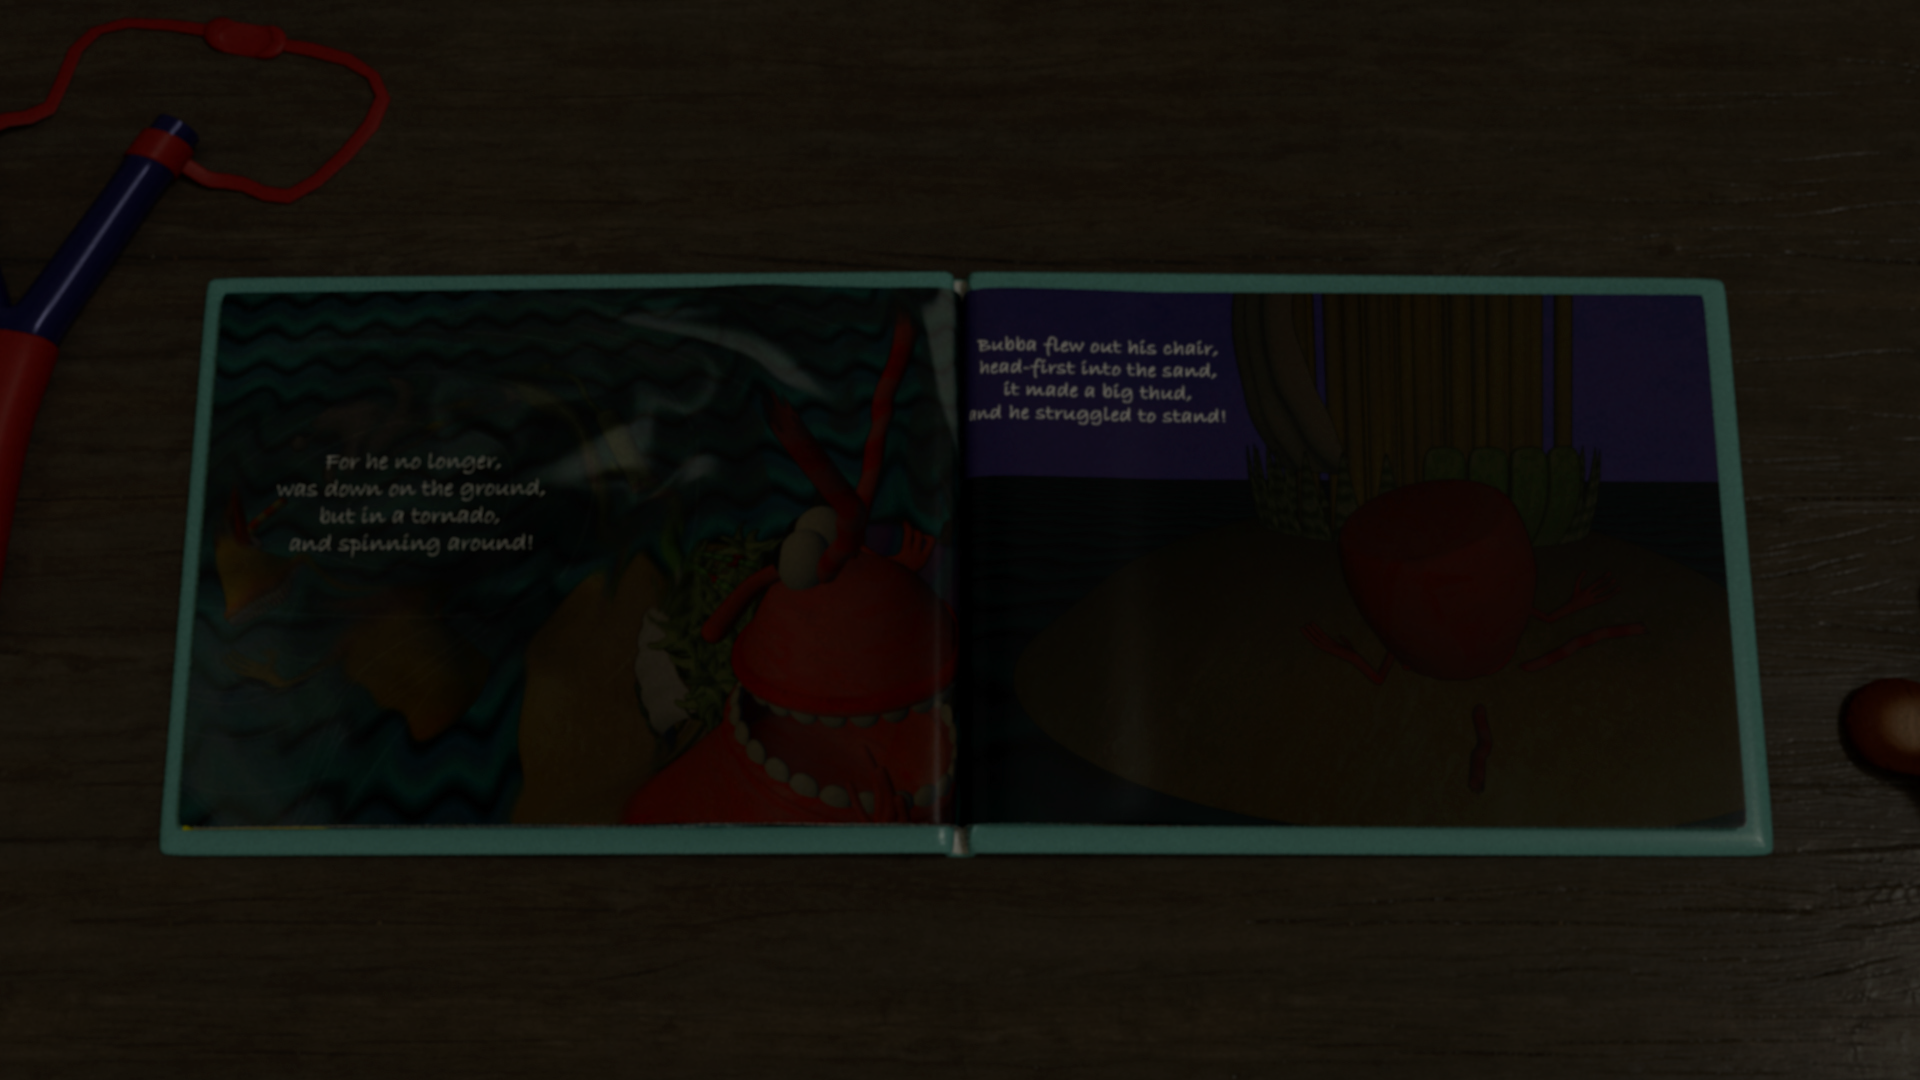 For he no longer,
was down on the ground,
but in a tornado,
and spinning around!
Bubba flew out his chair,
head-first into the sand,
it made a big thud,
and he struggled to stand!